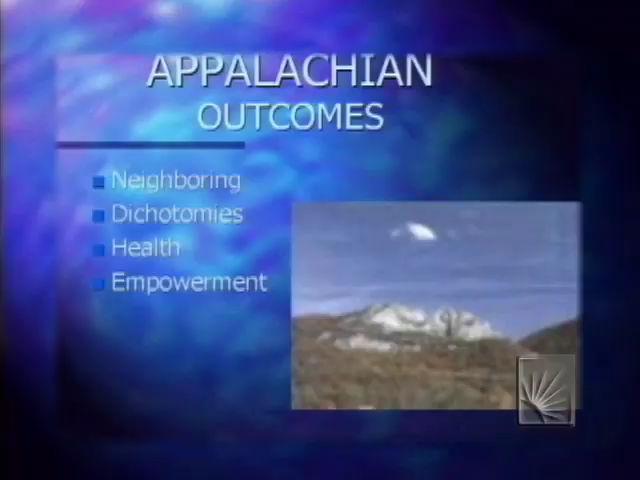 APPALACHIAN
OUTCOMES
Neighboring
Dichotomies
Health
Empowerment